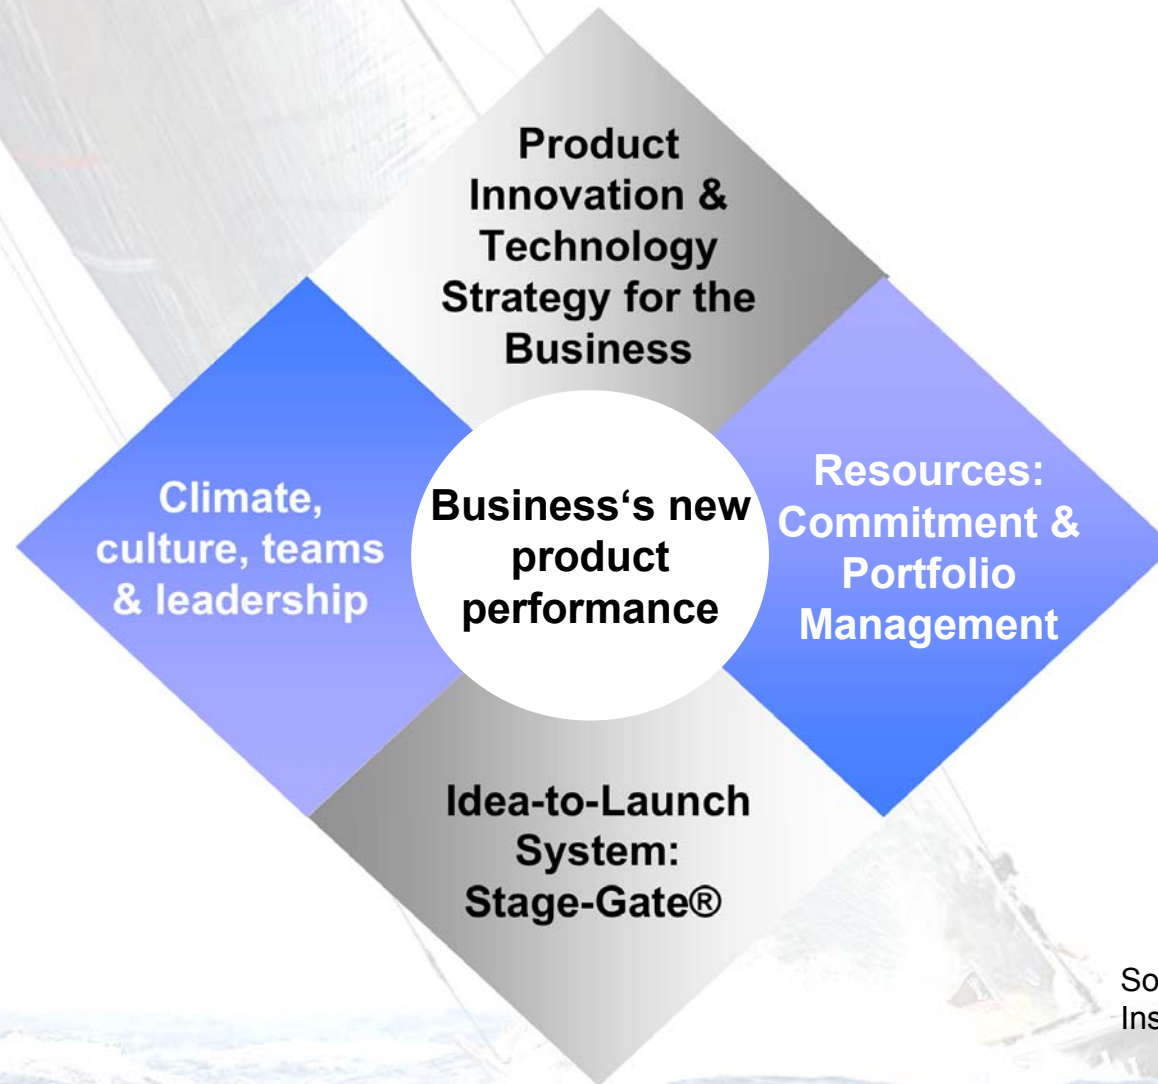 Product
Innovation &
Technology
Strategy for the
Business
Climate,
culture, teams
& leadership
Business‘s new
product
performance
Resources:
Commitment &
Portfolio
Management
Idea-to-Launch
System:
Stage-Gate®